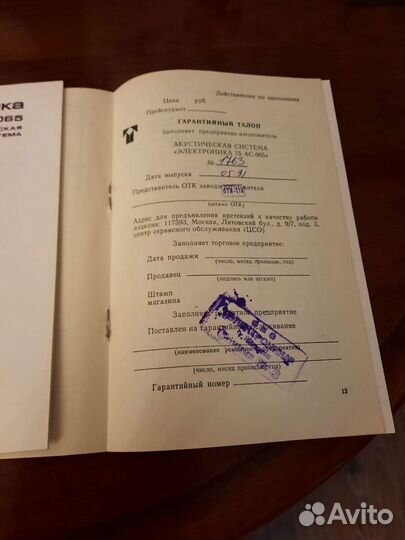 ка
065
СКАЯ
ТЕМА
Действителен по заполнении
Цена руб.
Прейскурант
ГАРАНТИЙНЫЙ ТАЛОН
Заполняет предприятие-изготовитель
АКУСТИЧЕСКАЯ СИСТЕМА
«ЭЛЕКТРОНИКА 75 АС-065»
№ 1763
Дата выпуска 05 91
Представитель ОТК завода-изготовителя
(штамп ОТК)
Адрес для предъявления претензий к качеству работы
изделия: 117593, Москва, Литовский бул., д. 9/7, под. 3,
центр сервисного обслуживания (ЦСО)
Заполняет торговое предприятие:
Дата продажи
(число, месяц прописью, год)
Продавец
(подпись или штамп)
Штамп
магазина
Заполняет ремонтное предприятие
Поставлен на гарантийное обслуживание
(наименование ремонтного предприятия)
(число, месяц прописью, год)
Гарантийный номер
13
Avito